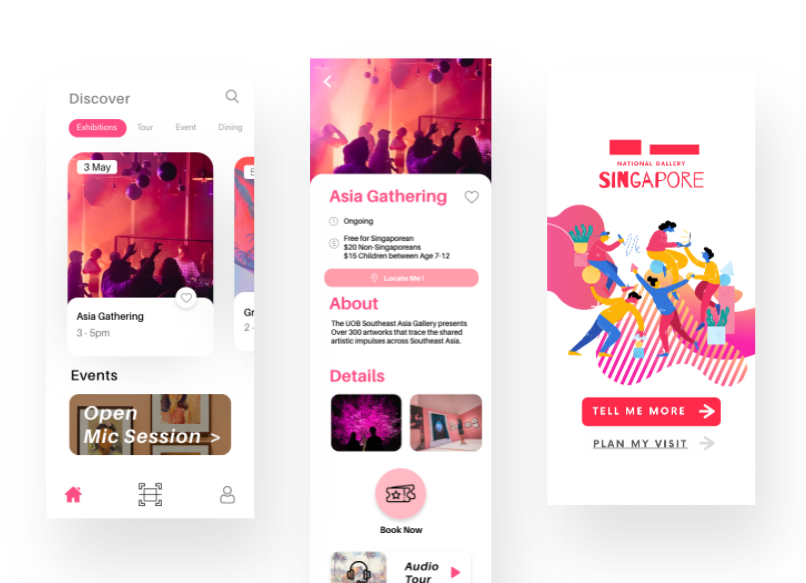 Discover
Exhibitions
Tour
Event
Dining
3 May
Asia Gathering
3 - 5pm
Gr
2 -
Events
Open
Mic Session >
Asia Gathering
Ongoing
Free for Singaporean
$20 Non-Singaporeans
$15 Children between Age 7-12
Locate Me !
About
The UOB Southeast Asia Gallery presents
Over 300 artworks that trace the shared
artistic impulses across Southeast Asia.
Details
Book Now
Audio
Tour
NATIONAL GALLERY
SINGAPORE
TELL ME MORE
PLAN MY VISIT